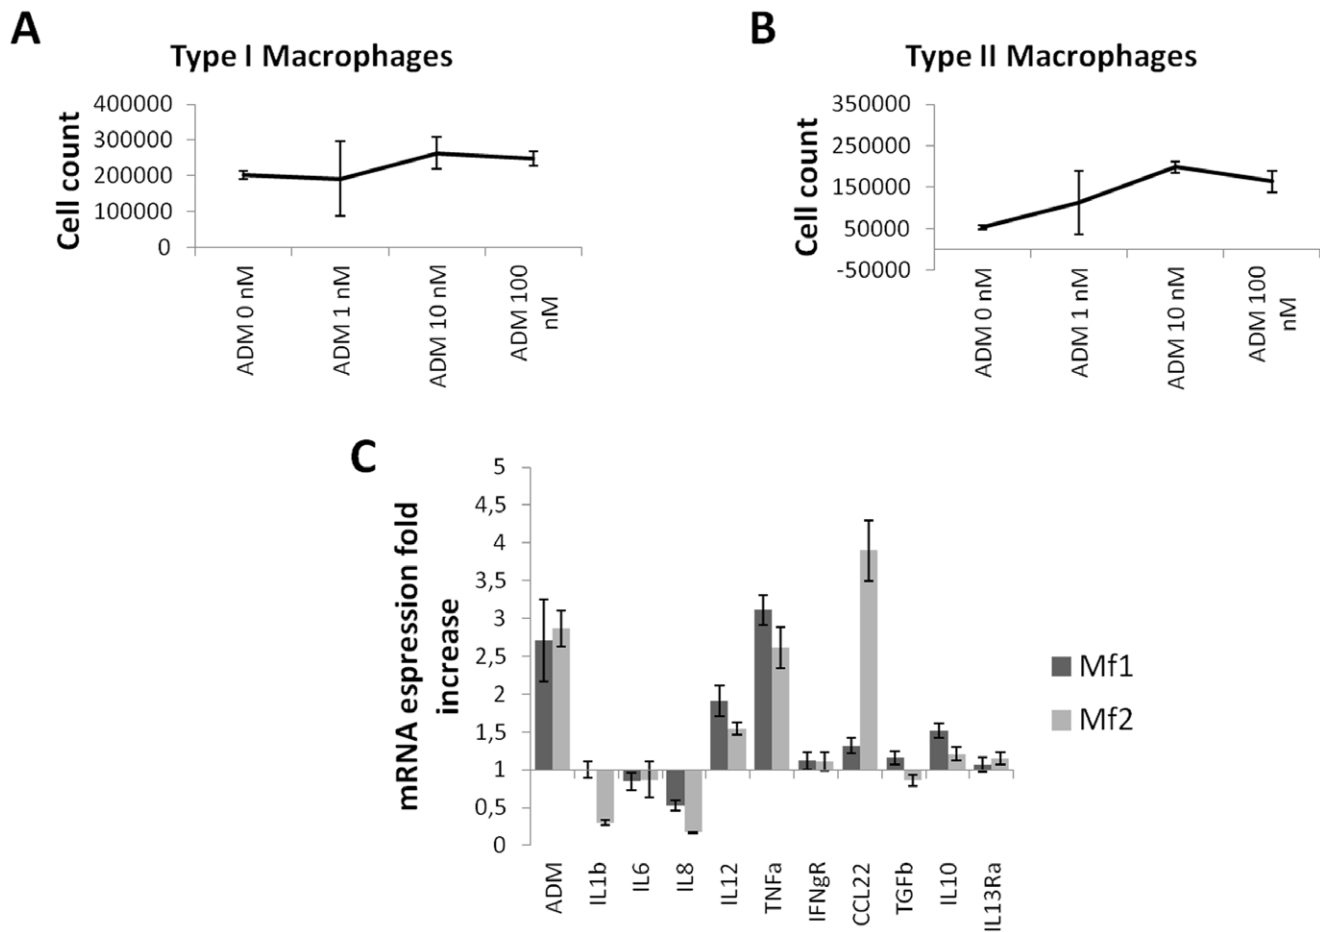 A
Type I Macrophages
Cell count
400000
300000
200000
100000
0
ADM 0 nM
ADM 1 nM
ADM 10 nM
ADM 100
nM
B
Type II Macrophages
Cell count
350000
250000
150000
50000
-50000
ADM 0 nM
ADM 1 nM
ADM 10 nM
ADM 100
nM
C
mRNA espression fold
increase
5
4,5
4
3,5
3
2,5
2
1,5
1
0,5
0
ADM
IL1b
IL6
IL8
IL12
TNFa
IFNgR
CCL22
TGFb
IL10
IL13Ra
Mf1
Mf2